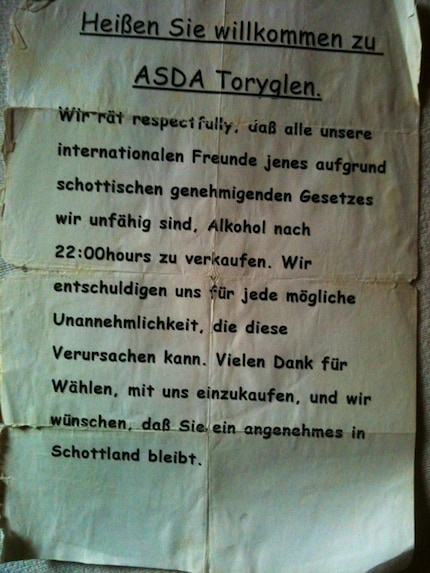 Heißen Sie willkommen zu
ASDA Toryglen.
Wir rät respectfully, daß alle unsere
internationalen Freunde jenes aufgrund
schottischen genehmigenden Gesetzes
wir unfähig sind, Alkohol nach
22:00hours zu verkaufen. Wir
entschuldigen uns für jede mögliche
Unannehmlichkeit, die diese
Verursachen kann. Vielen Dank für
Wählen, mit uns einzukaufen, und wir
wünschen, daß Sie ein angenehmes in
Schottland bleibt.